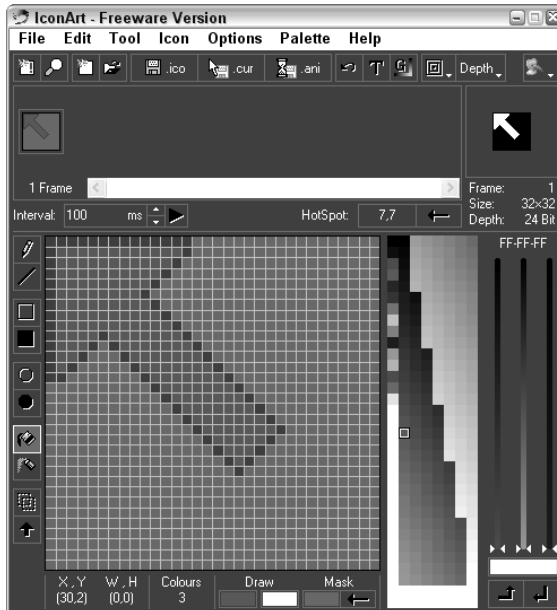 IconArt - Freeware Version
File Edit Tool Icon Options Palette Help
.ico .cur .ani T Depth
1 Frame
Frame: 1
Size: 32×32
Depth: 24 Bit
Interval: 100 ms HotSpot: 7,7
FF-FF-FF
X , Y W , H Colours Draw Mask
(30,2) (0,0) 3